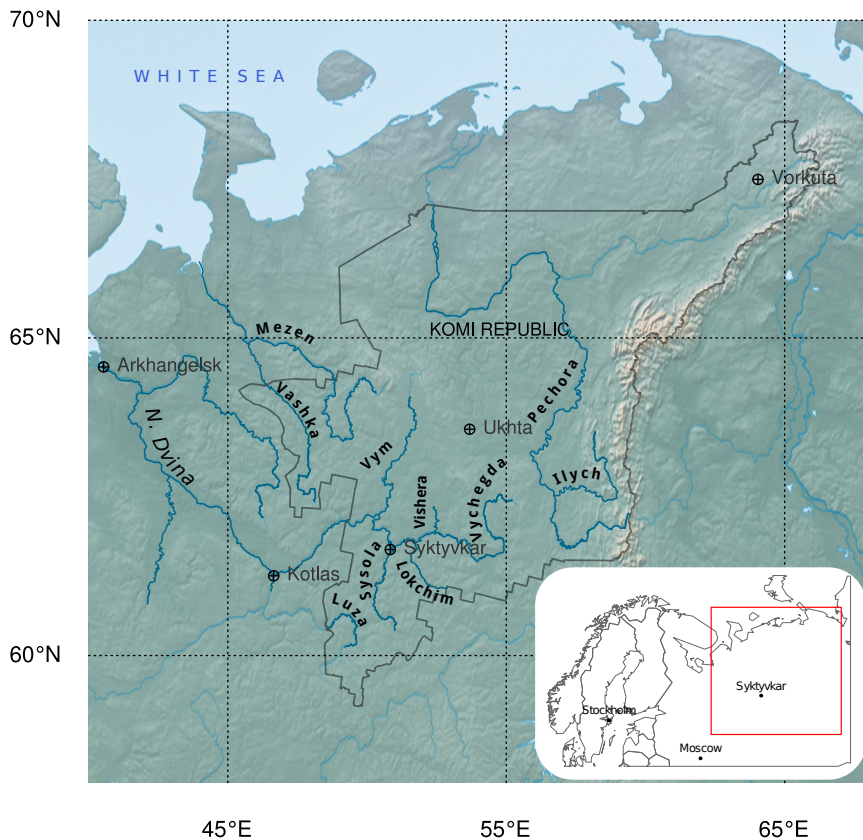 70°N
WHITE SEA
Vorkuta
Mezen
KOMI REPUBLIC
65°N
Arkhangelsk
Vashka
Pechora
N. Dvina
Ukhta
Vym
Ilych
Vychegda
Vishera
Syktyvkar
Sysola
Kotlas
Lokchim
Luza
60°N
Syktyvkar
Stockholm
Moscow
45°E
55°E
65°E